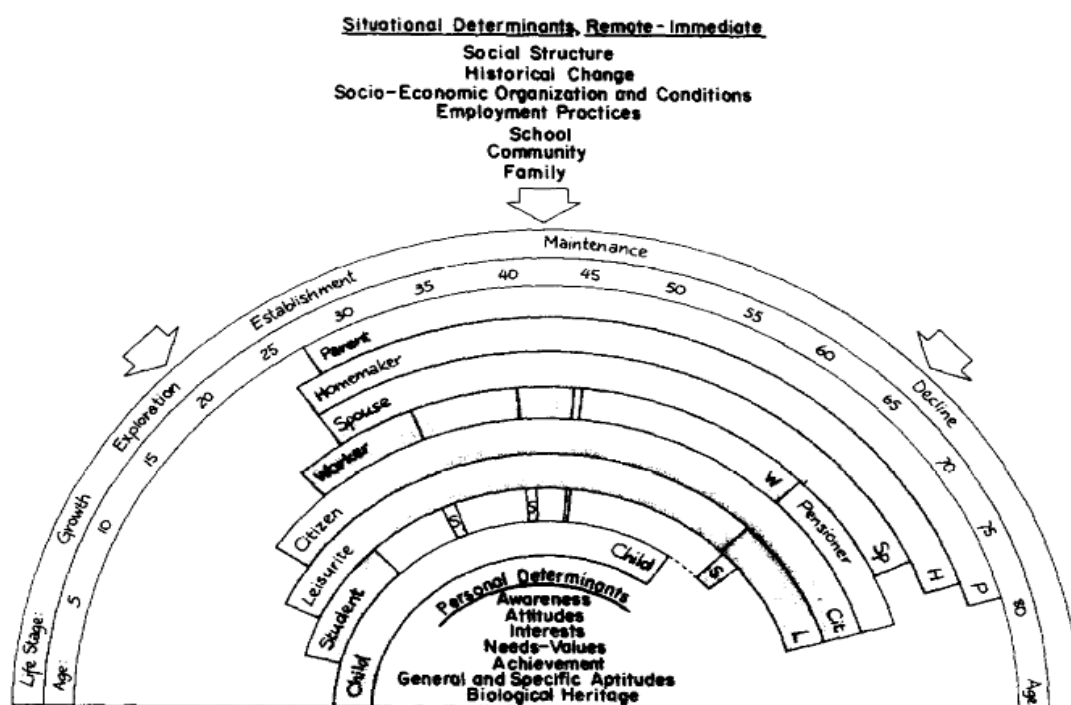 Situational Determinants, Remote-Immediate
Social Structure
Historical Change
Socio-Economic Organization and Conditions
Employment Practices
School
Community
Family
Life Stage:
Growth
Exploration
Establishment
Maintenance
Decline
Age:
5
10
15
20
25
30
35
40
45
50
55
60
65
70
75
80
Age
Parent
P
Homemaker
H
Spouse
Sp
Worker
W
Pensioner
Citizen
Cit
Leisurite
L
Student
S
S
S
Child
Child
Personal Determinants
Awareness
Attitudes
Interests
Needs-Values
Achievement
General and Specific Aptitudes
Biological Heritage